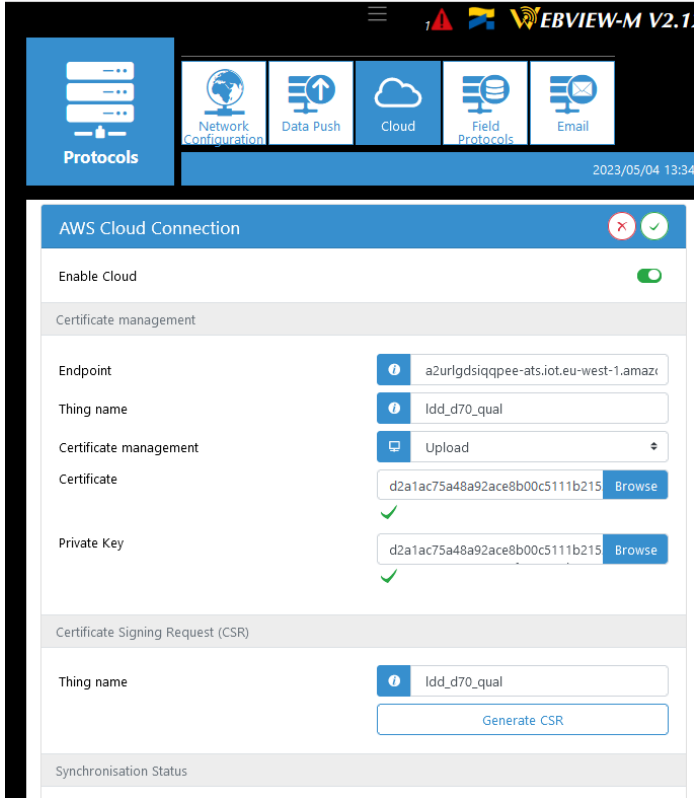 1 WEBVIEW-M V2.1
Protocols
Network Configuration
Data Push
Cloud
Field Protocols
Email
2023/05/04 13:34
AWS Cloud Connection
Enable Cloud
Certificate management
Endpoint
a2urlgdsiqqpee-ats.iot.eu-west-1.amazo
Thing name
ldd_d70_qual
Certificate management
Upload
Certificate
d2a1ac75a48a92ace8b00c5111b215
Browse
Private Key
d2a1ac75a48a92ace8b00c5111b215
Browse
Certificate Signing Request (CSR)
Thing name
ldd_d70_qual
Generate CSR
Synchronisation Status